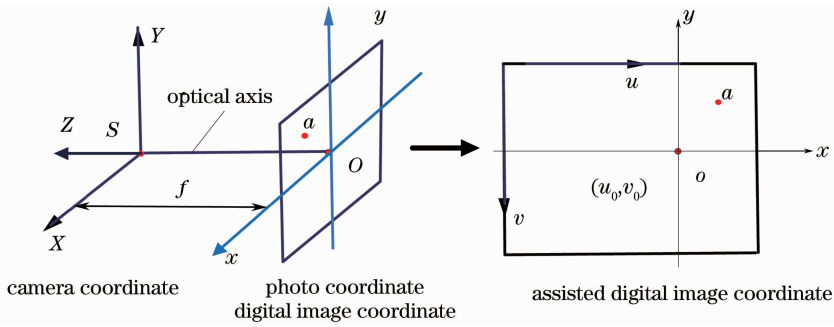 Y
y
optical axis
Z
S
a
O
f
X
x
camera coordinate
photo coordinate
digital image coordinate
y
u
a
x
o
(u₀,v₀)
v
assisted digital image coordinate